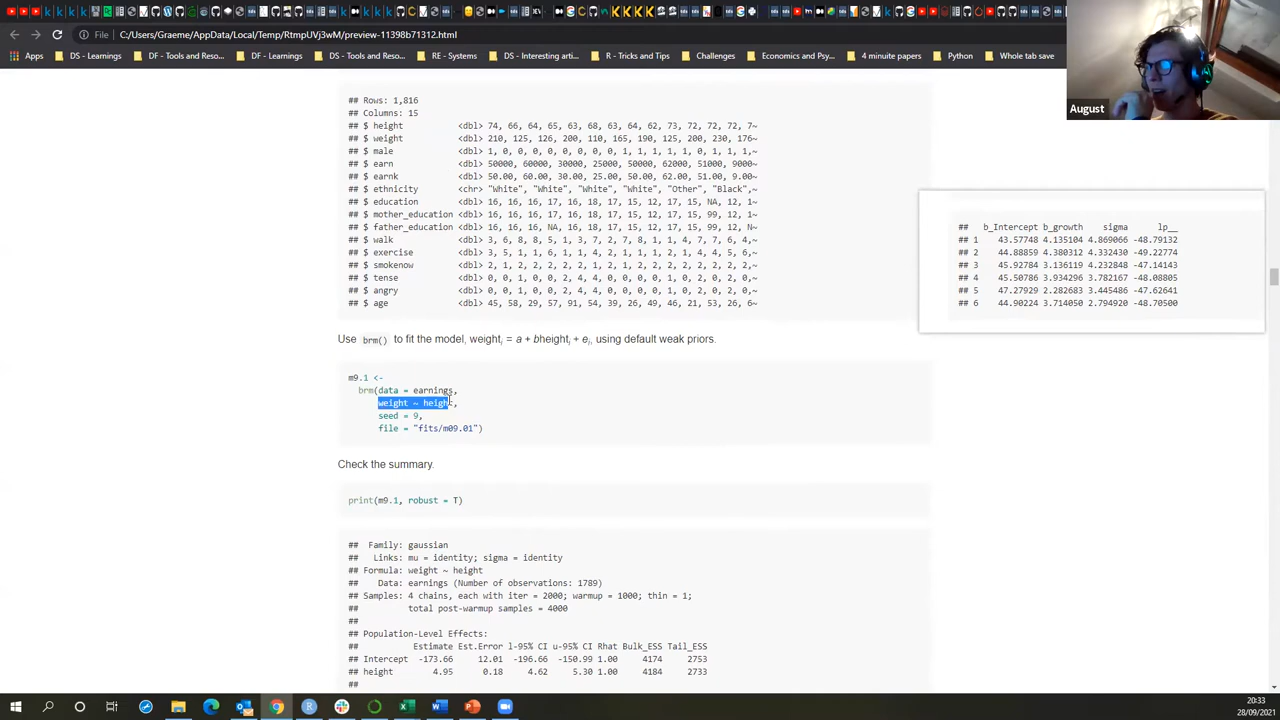 File | C:/Users/Graeme/AppData/Local/Temp/RtmpUVj3wM/preview-11398b71312.html
Apps DS - Learnings DF - Tools and Reso... DF - Learnings DS - Tools and Reso... RE - Systems DS - Interesting arti... R - Tricks and Tips Challenges Economics and Psy... 4 minuite papers Python Whole tab save
August
## Rows: 1,816
## Columns: 15
## $ height <dbl> 74, 66, 64, 65, 63, 68, 63, 64, 62, 73, 72, 72, 72, 7~
## $ weight <dbl> 210, 125, 126, 200, 110, 165, 190, 125, 200, 230, 176~
## $ male <dbl> 1, 0, 0, 0, 0, 0, 0, 1, 1, 1, 1, 1, 0, 1, 1, 1,~
## $ earn <dbl> 50000, 60000, 30000, 25000, 50000, 62000, 51000, 9000~
## $ earnk <dbl> 50.00, 60.00, 30.00, 25.00, 50.00, 62.00, 51.00, 9.00~
## $ ethnicity <chr> "White", "White", "White", "White", "Other", "Black",~
## $ education <dbl> 16, 16, 16, 17, 16, 18, 17, 15, 12, 17, 15, NA, 12, 1~
## $ mother_education <dbl> 16, 16, 16, 17, 16, 18, 17, 15, 12, 17, 15, 99, 12, 1~
## $ father_education <dbl> 16, 16, 16, NA, 16, 18, 17, 15, 12, 17, 15, 99, 12, N~
## $ walk <dbl> 3, 6, 8, 8, 5, 1, 3, 7, 2, 7, 8, 1, 1, 4, 7, 7, 6, 4,~
## $ exercise <dbl> 3, 5, 1, 1, 6, 1, 1, 4, 7, 1, 1, 1, 7, 1, 4, 4, 4,~
## $ smokenow <dbl> 2, 1, 2, 2, 2, 2, 2, 1, 2, 1, 2, 2, 1, 2, 2, 2, 1, 2,~
## $ tense <dbl> 0, 0, 1, 0, 0, 2, 4, 4, 0, 0, 0, 0, 0, 1, 0, 2, 0, 0,~
## $ angry <dbl> 0, 0, 1, 0, 0, 2, 4, 4, 0, 0, 0, 0, 0, 1, 0, 2, 0, 0,~
## $ age <dbl> 45, 58, 29, 57, 91, 54, 39, 26, 49, 46, 21, 53, 26, 6~
## b_Intercept b_growth sigma lp__
## 1 43.57748 4.135104 4.869066 -48.79132
## 2 44.88859 4.380312 4.332430 -49.22774
## 3 45.92784 3.136119 4.232848 -47.14143
## 4 45.50786 3.934296 3.782167 -48.08805
## 5 47.27929 2.282683 3.445486 -47.62641
## 6 44.90224 3.714050 2.794920 -48.70500
Use brm() to fit the model, weighti = a + bheighti + ei, using default weak priors.
m9.1 <-
brm(data = earnings,
weight ~ height,
seed = 9,
file = "fits/m09.01")
Check the summary.
print(m9.1, robust = T)
## Family: gaussian
## Links: mu = identity; sigma = identity
## Formula: weight ~ height
## Data: earnings (Number of observations: 1789)
## Samples: 4 chains, each with iter = 2000; warmup = 1000; thin = 1;
## total post-warmup samples = 4000
##
## Population-Level Effects:
## Estimate Est.Error l-95% CI u-95% CI Rhat Bulk_ESS Tail_ESS
## Intercept -173.66 12.01 -196.66 -150.99 1.00 4174 2753
## height 4.95 0.18 4.62 5.30 1.00 4184 2733
##
20:33
28/09/2021